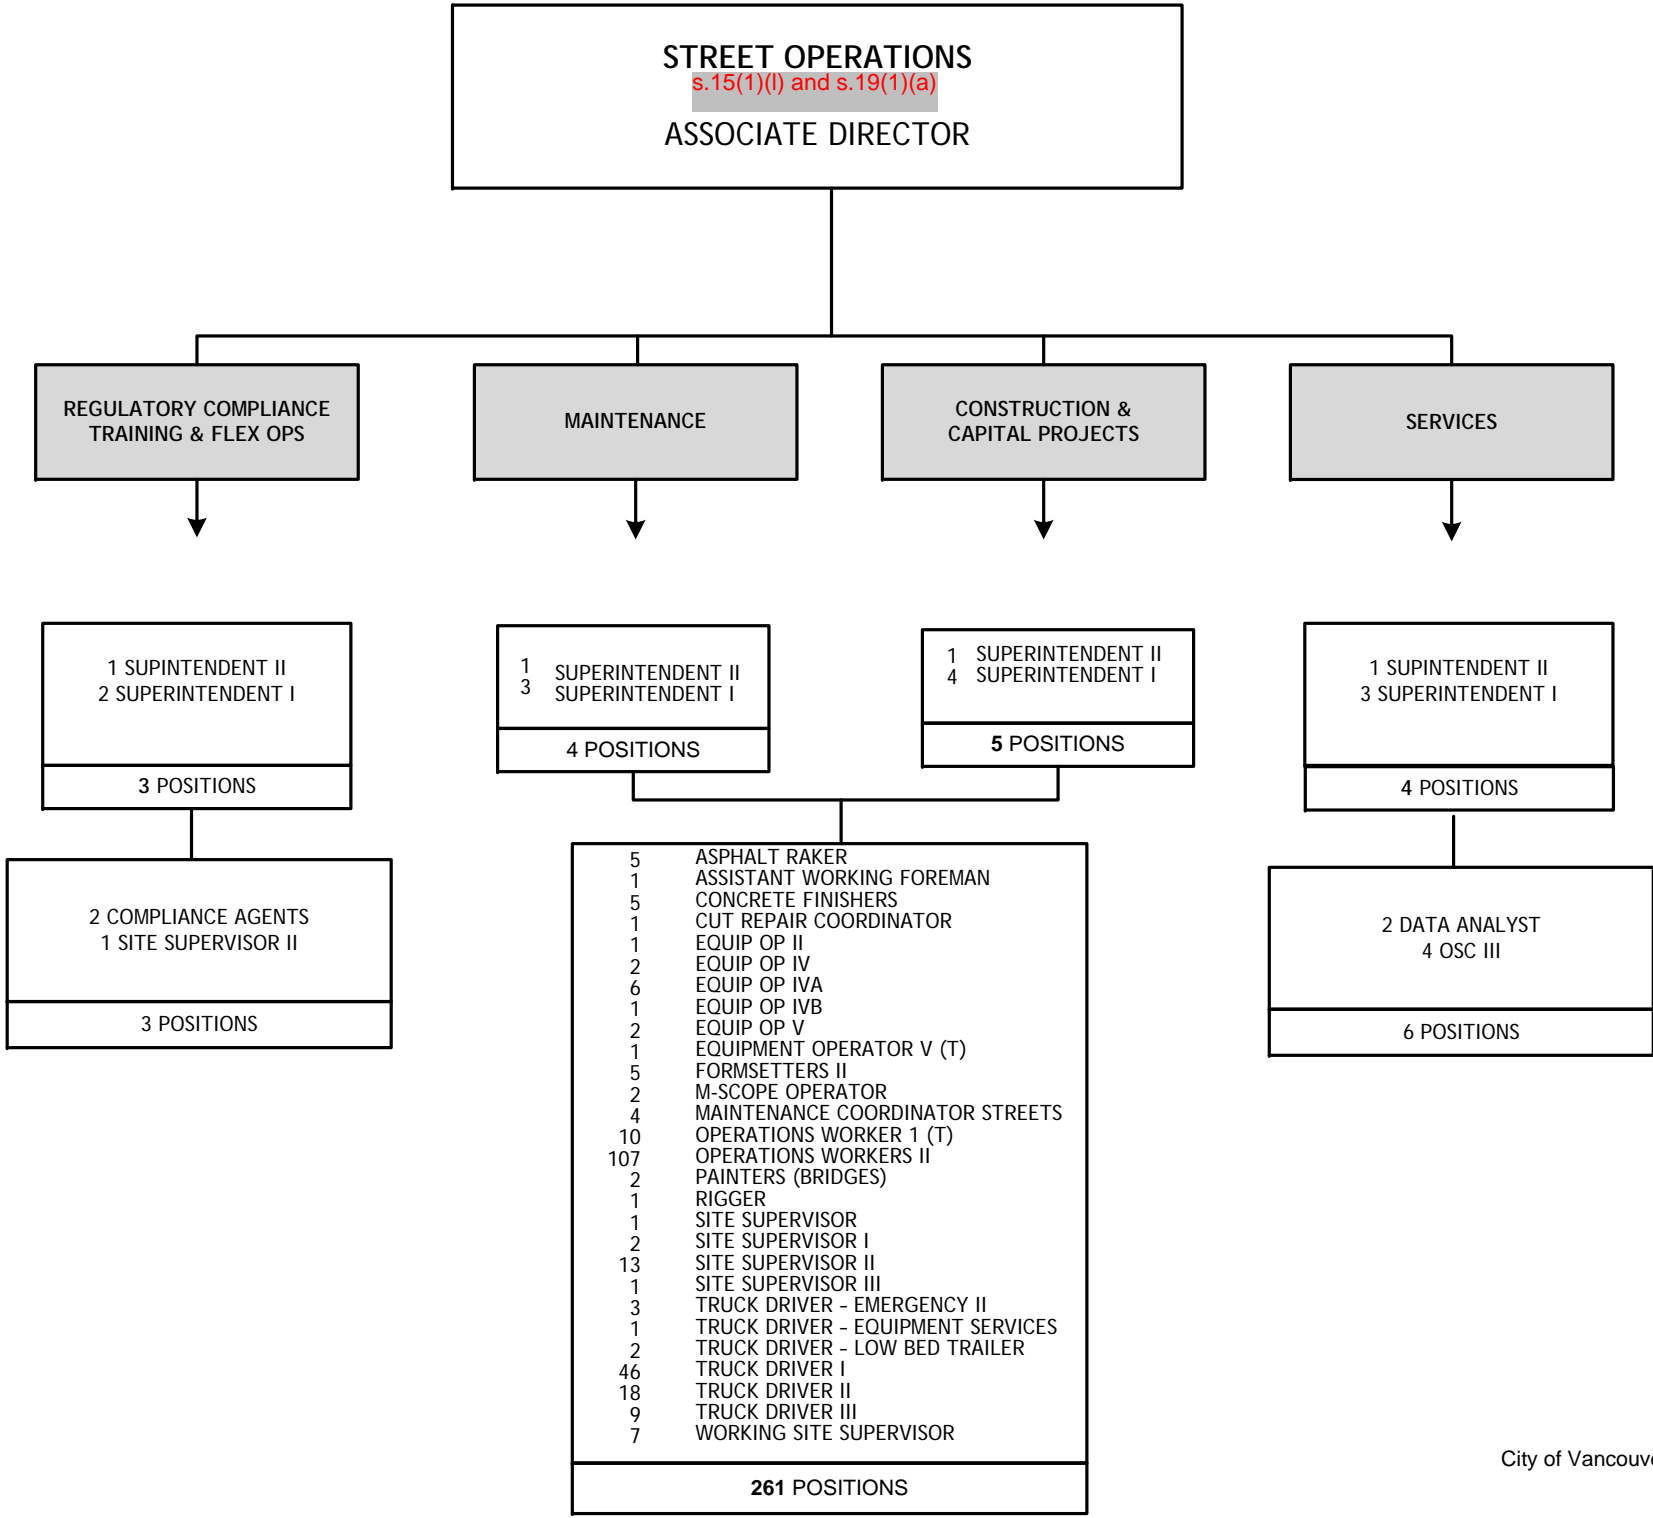 STREET OPERATIONS
s.15(1)(l) and s.19(1)(a)
ASSOCIATE DIRECTOR
REGULATORY COMPLIANCE
TRAINING & FLEX OPS
MAINTENANCE
CONSTRUCTION &
CAPITAL PROJECTS
SERVICES
1 SUPINTENDENT II
2 SUPERINTENDENT I
3 POSITIONS
1 SUPERINTENDENT II
3 SUPERINTENDENT I
4 POSITIONS
1 SUPERINTENDENT II
4 SUPERINTENDENT I
5 POSITIONS
1 SUPINTENDENT II
3 SUPERINTENDENT I
4 POSITIONS
2 COMPLIANCE AGENTS
1 SITE SUPERVISOR II
3 POSITIONS
5 ASPHALT RAKER
1 ASSISTANT WORKING FOREMAN
5 CONCRETE FINISHERS
1 CUT REPAIR COORDINATOR
1 EQUIP OP II
2 EQUIP OP IV
6 EQUIP OP IVA
1 EQUIP OP IVB
2 EQUIP OP V
1 EQUIPMENT OPERATOR V (T)
5 FORMSETTERS II
2 M-SCOPE OPERATOR
4 MAINTENANCE COORDINATOR STREETS
10 OPERATIONS WORKER 1 (T)
107 OPERATIONS WORKERS II
2 PAINTERS (BRIDGES)
1 RIGGER
1 SITE SUPERVISOR
2 SITE SUPERVISOR I
13 SITE SUPERVISOR II
1 SITE SUPERVISOR III
3 TRUCK DRIVER – EMERGENCY II
1 TRUCK DRIVER – EQUIPMENT SERVICES
2 TRUCK DRIVER – LOW BED TRAILER
46 TRUCK DRIVER I
18 TRUCK DRIVER II
9 TRUCK DRIVER III
7 WORKING SITE SUPERVISOR
261 POSITIONS
2 DATA ANALYST
4 OSC III
6 POSITIONS
City of Vancouve